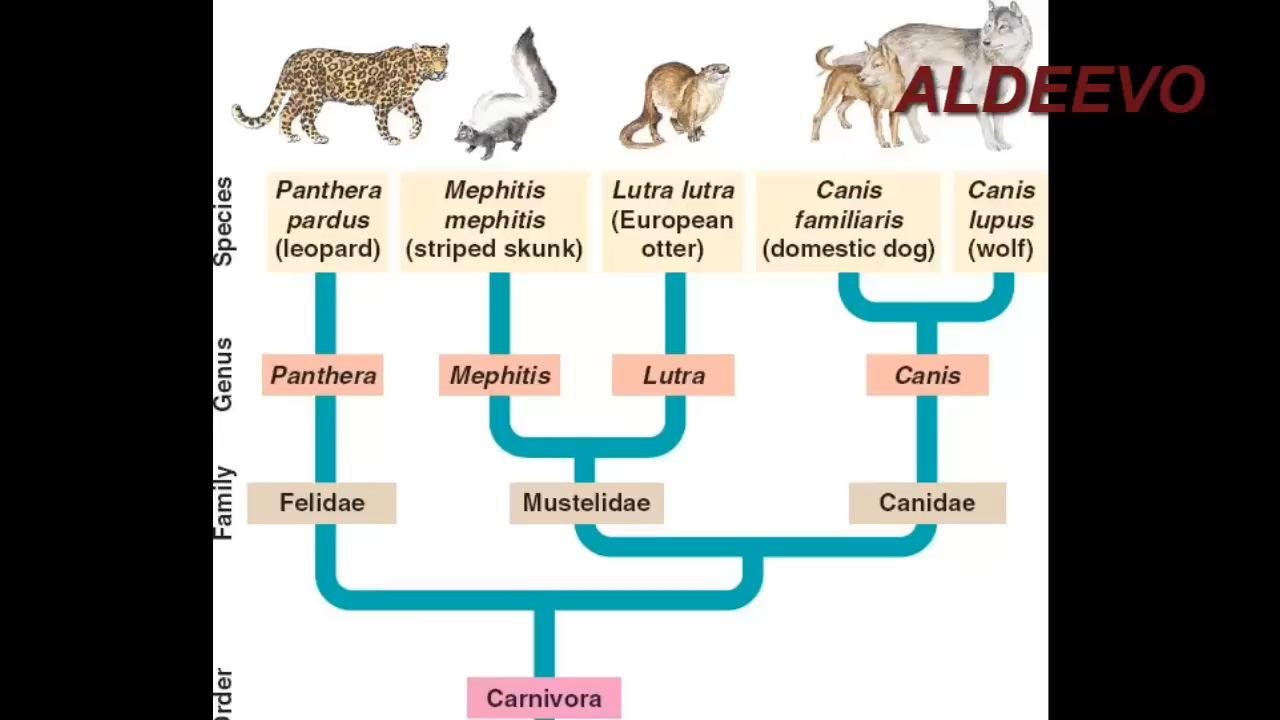 ALDEEVO
Species
Panthera
pardus
(leopard)
Mephitis
mephitis
(striped skunk)
Lutra lutra
(European
otter)
Canis
familiaris
(domestic dog)
Canis
lupus
(wolf)
Genus
Panthera
Mephitis
Lutra
Canis
Family
Felidae
Mustelidae
Canidae
Order
Carnivora